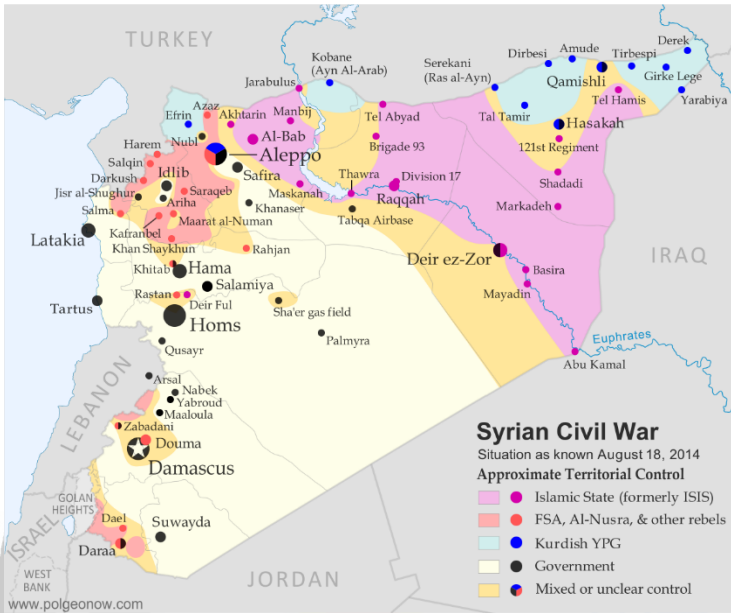 TURKEY
Kobane
(Ayn Al-Arab)
Serekani
(Ras al-Ayn)
Dirbesi
Amude
Derek
Tirbespi
Qamishli
Girke Lege
Yarabiya
Jarabulus
Azaz
Akhtarin
Manbij
Efrin
Tel Abyad
Tel Hamis
Tal Tamir
Hasakah
Nubl
Al-Bab
Brigade 93
121st Regiment
Harem
Aleppo
Salqin
Safira
Thawra
Division 17
Shadadi
Darkush
Idlib
Maskanah
Raqqah
Jisr al-Shughur
Saraqeb
Ariha
Khanaser
Markadeh
Salma
Maarat al-Numan
Tabqa Airbase
Kafranbel
Latakia
Khan Shaykhun
Rahjan
Deir ez-Zor
IRAQ
Khitab
Hama
Basira
Salamiya
Mayadin
Rastan
Deir Ful
Tartus
Sha'er gas field
Homs
Palmyra
Euphrates
Qusayr
Abu Kamal
LEBANON
Arsal
Nabek
Yabroud
Maaloula
Zabadani
Douma
Damascus
GOLAN
HEIGHTS
ISRAEL
Dael
Suwayda
Daraa
WEST
BANK
JORDAN
www.polgeonow.com
Syrian Civil War
Situation as known August 18, 2014
Approximate Territorial Control
Islamic State (formerly ISIS)
FSA, Al-Nusra, & other rebels
Kurdish YPG
Government
Mixed or unclear control